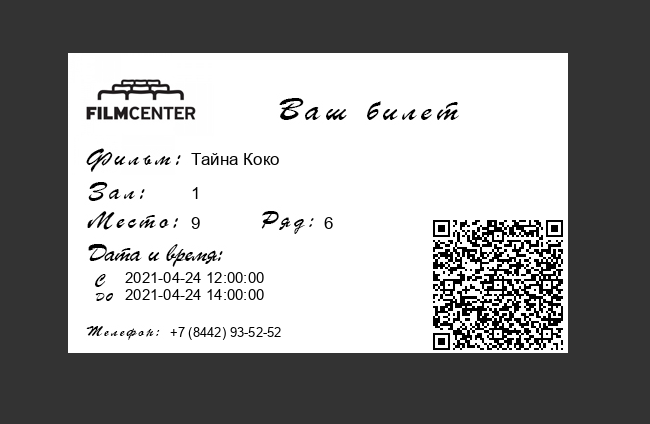 FILMCENTER
Ваш билет
Фильм: Тайна Коко
Зал: 1
Место: 9 Ряд: 6
Дата и время:
С 2021-04-24 12:00:00
До 2021-04-24 14:00:00
Телефон: +7 (8442) 93-52-52